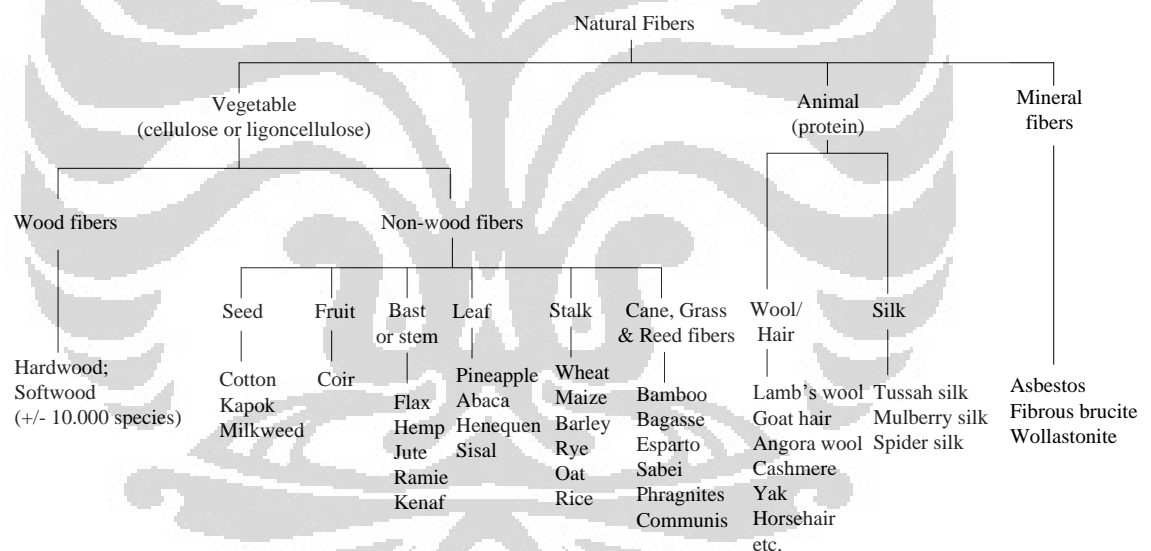 Natural Fibers
Vegetable
(cellulose or ligoncellulose)
Animal
(protein)
Mineral
fibers
Wood fibers
Non-wood fibers
Seed
Fruit
Bast
or stem
Leaf
Stalk
Cane, Grass
& Reed fibers
Wool/
Hair
Silk
Hardwood;
Softwood
(+/- 10.000 species)
Cotton
Kapok
Milkweed
Coir
Flax
Hemp
Jute
Ramie
Kenaf
Pineapple
Abaca
Henequen
Sisal
Wheat
Maize
Barley
Rye
Oat
Rice
Bamboo
Bagasse
Esparto
Sabei
Phragnites
Communis
Lamb's wool
Goat hair
Angora wool
Cashmere
Yak
Horsehair
etc.
Tussah silk
Mulberry silk
Spider silk
Asbestos
Fibrous brucite
Wollastonite